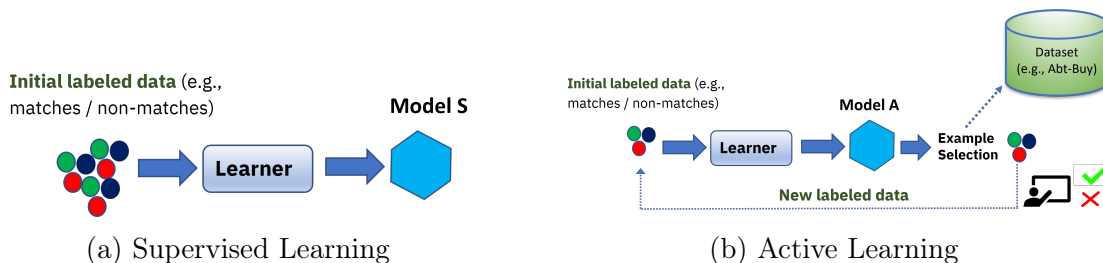 Initial labeled data (e.g.,
matches / non-matches)
Learner
Model S
(a) Supervised Learning
Initial labeled data (e.g.,
matches / non-matches)
Learner
Model A
Example
Selection
Dataset
(e.g., Abt-Buy)
New labeled data
(b) Active Learning